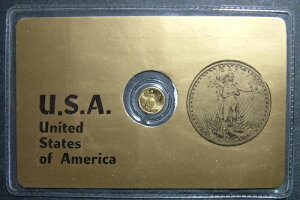 U.S.A.
United
States
of America